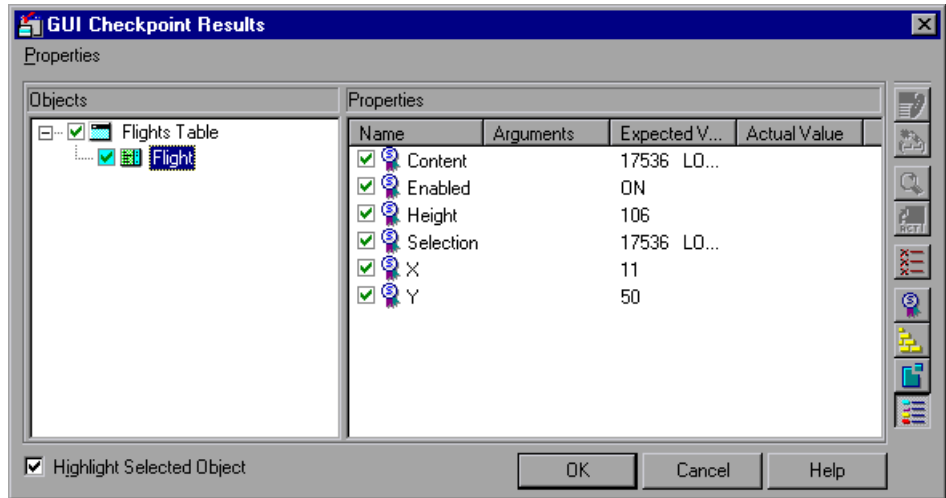 GUI Checkpoint Results
Properties
Objects
Properties
Flights Table
Flight
Name Arguments Expected V... Actual Value
Content 17536 LO...
Enabled ON
Height 106
Selection 17536 LO...
X 11
Y 50
Highlight Selected Object
OK Cancel Help